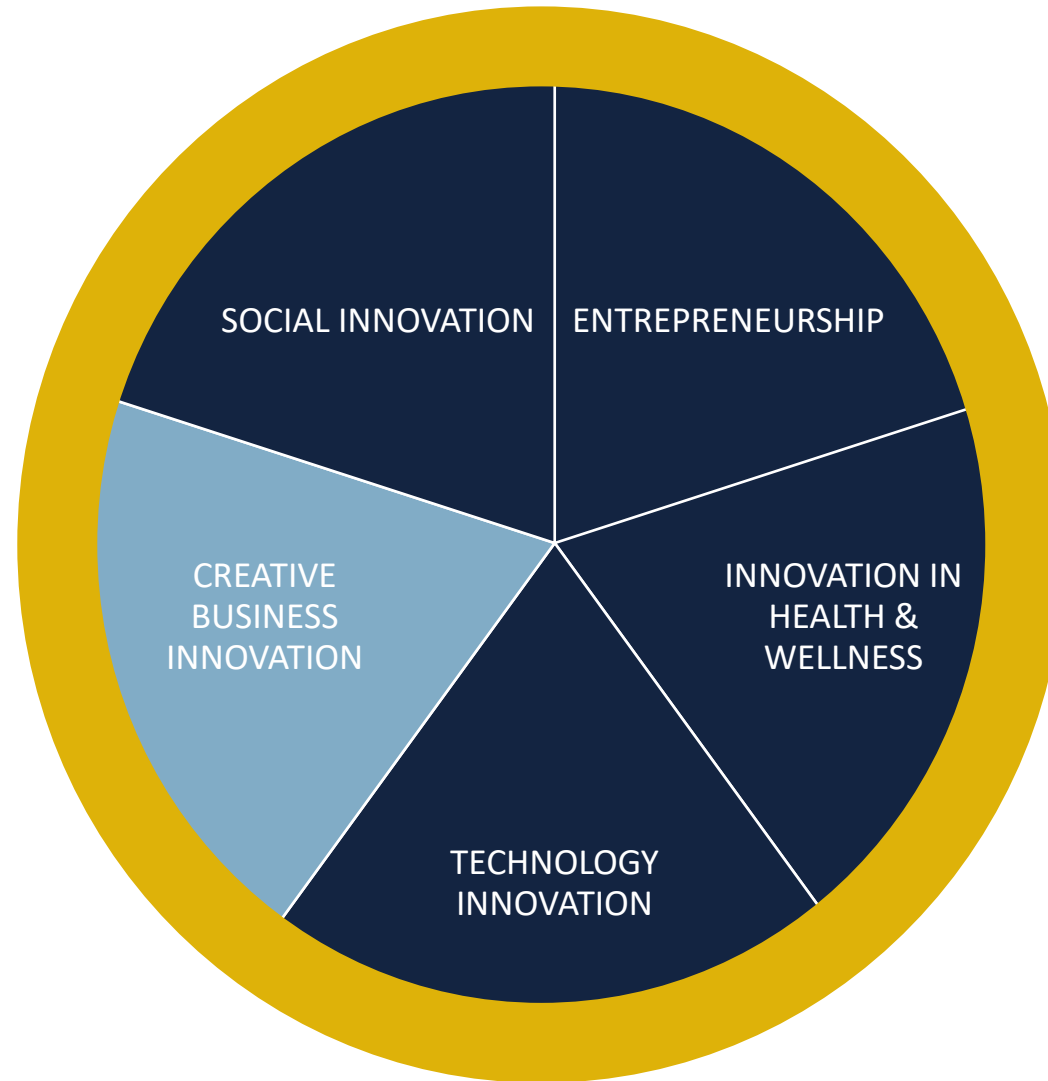 SOCIAL INNOVATION
ENTREPRENEURSHIP
CREATIVE
BUSINESS
INNOVATION
INNOVATION IN
HEALTH &
WELLNESS
TECHNOLOGY
INNOVATION